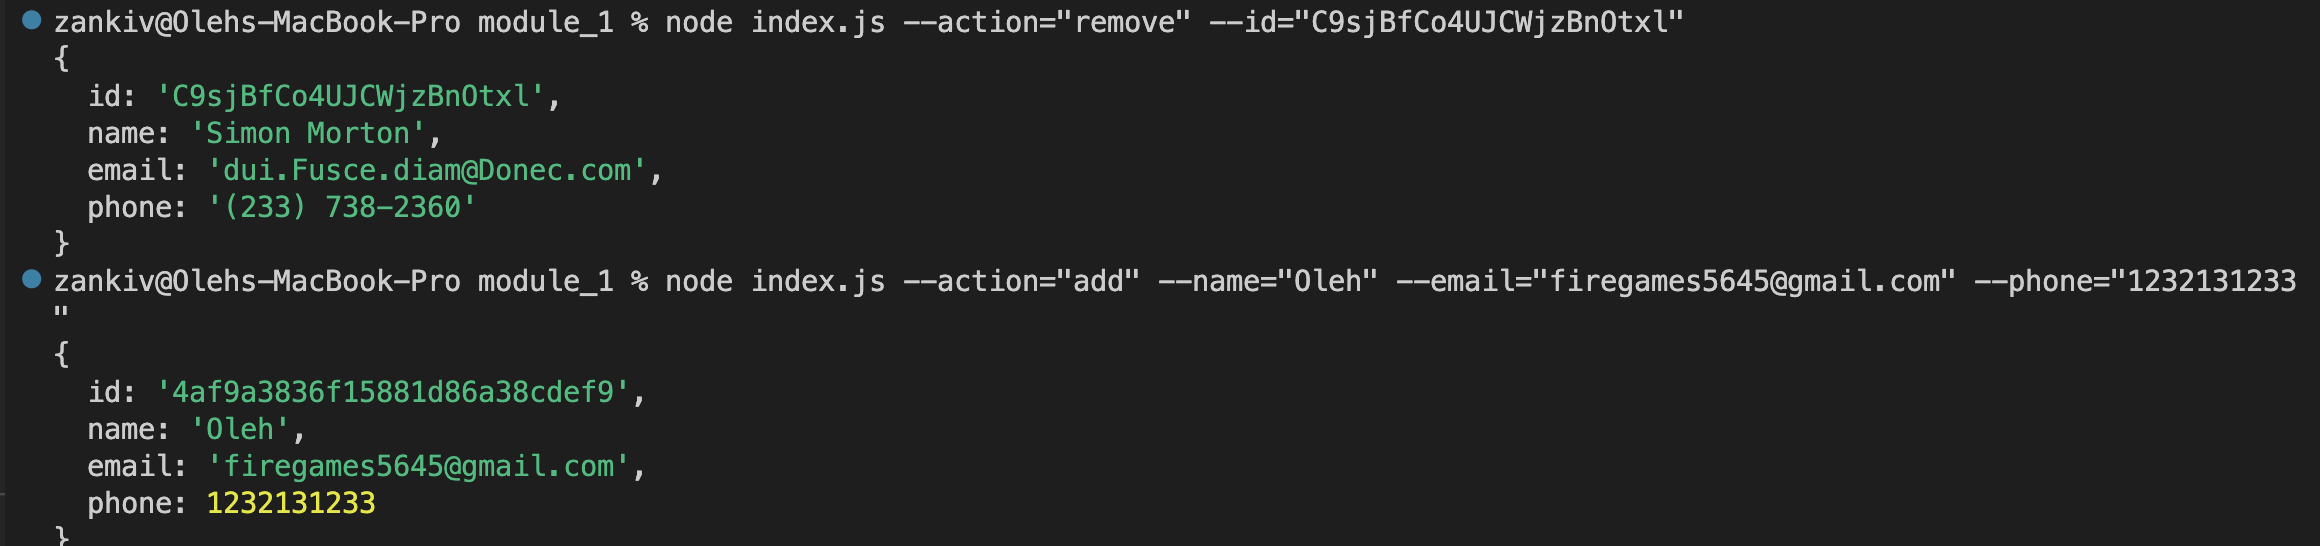 zankiv@Olehs-MacBook-Pro module_1 % node index.js --action="remove" --id="C9sjBfCo4UJCWjzBnOtxl"
{
  id: 'C9sjBfCo4UJCWjzBnOtxl',
  name: 'Simon Morton',
  email: 'dui.Fusce.diam@Donec.com',
  phone: '(233) 738-2360'
}
zankiv@Olehs-MacBook-Pro module_1 % node index.js --action="add" --name="Oleh" --email="firegames5645@gmail.com" --phone="1232131233
"
{
  id: '4af9a3836f15881d86a38cdef9',
  name: 'Oleh',
  email: 'firegames5645@gmail.com',
  phone: 1232131233
}